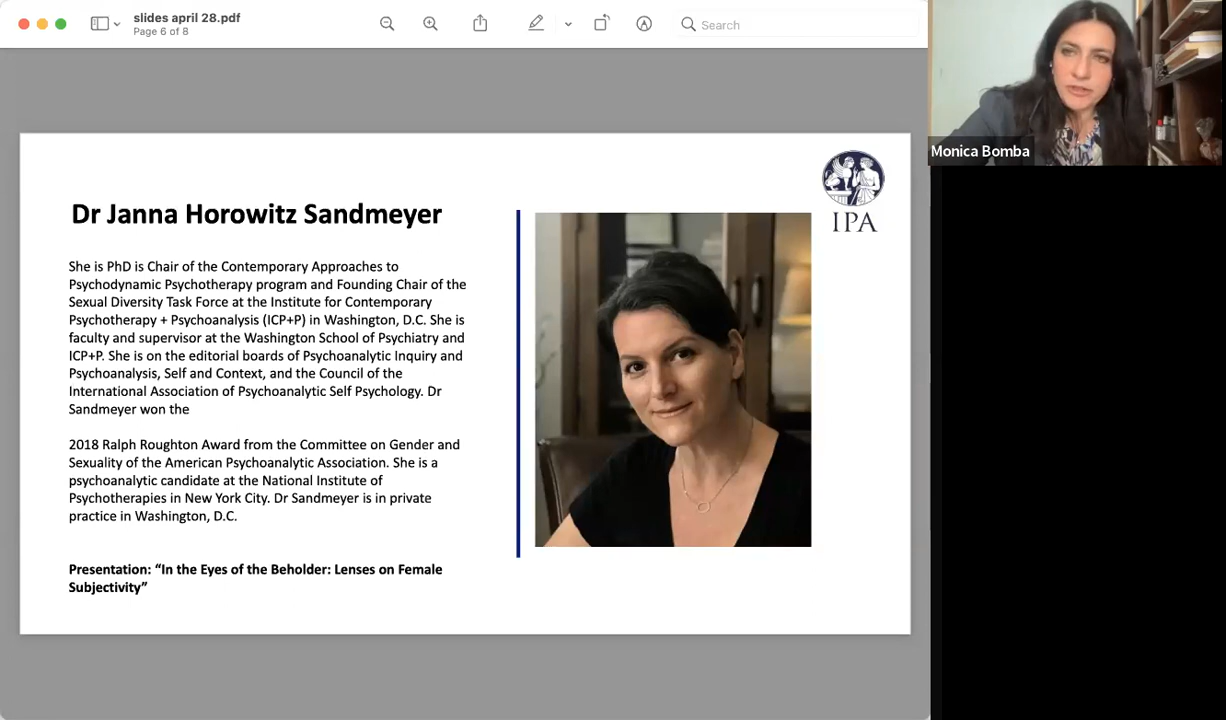 slides april 28.pdf
Page 6 of 8
Search
Monica Bomba
IPA
Dr Janna Horowitz Sandmeyer
She is PhD is Chair of the Contemporary Approaches to
Psychodynamic Psychotherapy program and Founding Chair of the
Sexual Diversity Task Force at the Institute for Contemporary
Psychotherapy + Psychoanalysis (ICP+P) in Washington, D.C. She is
faculty and supervisor at the Washington School of Psychiatry and
ICP+P. She is on the editorial boards of Psychoanalytic Inquiry and
Psychoanalysis, Self and Context, and the Council of the
International Association of Psychoanalytic Self Psychology. Dr
Sandmeyer won the
2018 Ralph Roughton Award from the Committee on Gender and
Sexuality of the American Psychoanalytic Association. She is a
psychoanalytic candidate at the National Institute of
Psychotherapies in New York City. Dr Sandmeyer is in private
practice in Washington, D.C.
Presentation: “In the Eyes of the Beholder: Lenses on Female
Subjectivity”